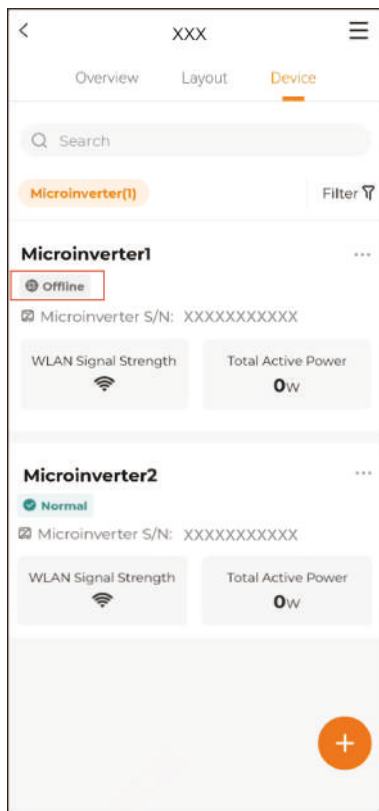 XXX
Overview Layout Device
Search
Microinverter(1) Filter
Microinverter1
Offline
Microinverter S/N: XXXXXXXXXXX
WLAN Signal Strength Total Active Power
0W
Microinverter2
Normal
Microinverter S/N: XXXXXXXXXXX
WLAN Signal Strength Total Active Power
0W